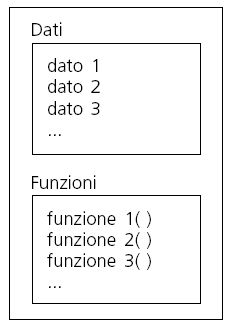 Dati
dato 1
dato 2
dato 3
...
Funzioni
funzione 1( )
funzione 2( )
funzione 3( )
...